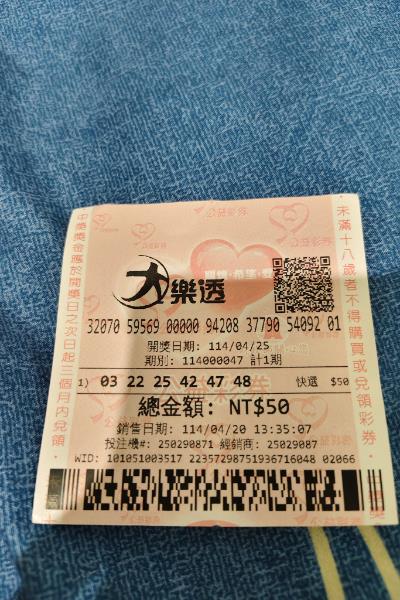 公益彩券
大樂透
32070 59569 00000 94208 37790 54092 01
開獎日期: 114/04/25
期別: 114000047 計1期
1) 03 22 25 42 47 48 快選 $50
總金額: NT$50
銷售日期: 114/04/20 13:35:07
投注機#: 250290871 經銷商: 25029087
WID: 101051003517 22357298751936716048 02066
中獎獎金應於開獎日之次日起三個月內兌領。
未滿十八歲者不得購買或兌領彩券。